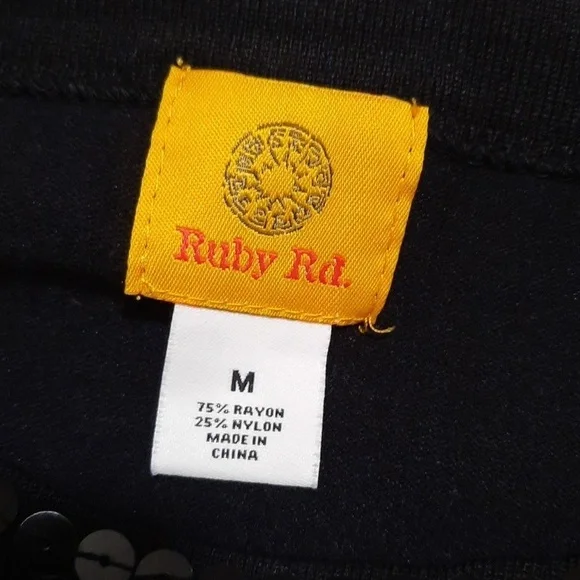 Ruby Rd.
M
75% RAYON
25% NYLON
MADE IN
CHINA